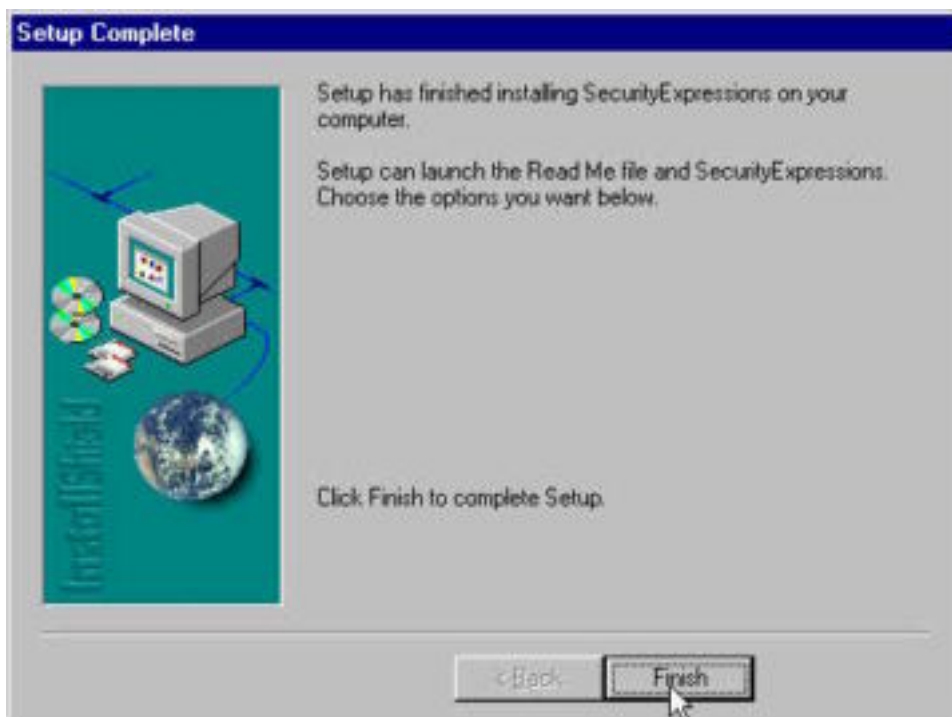 Setup Complete
Setup has finished installing SecurityExpressions on your
computer.
Setup can launch the Read Me file and SecurityExpressions.
Choose the options you want below.
Click Finish to complete Setup.
InstallShield
< Back
Finish